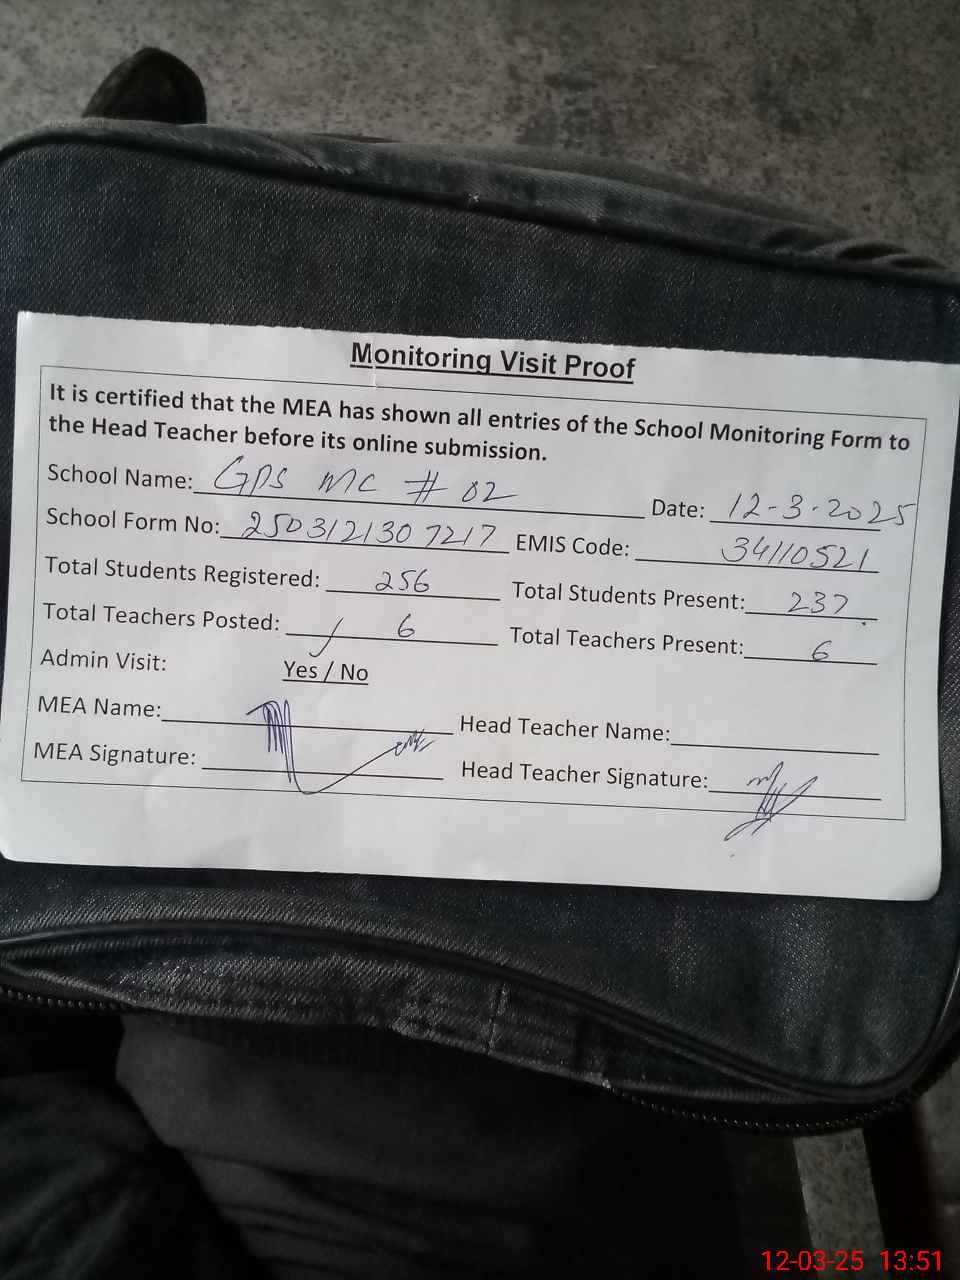 Monitoring Visit Proof
It is certified that the MEA has shown all entries of the School Monitoring Form to
the Head Teacher before its online submission.
School Name: GPS MC # 02 Date: 12-3-2025
School Form No: 2503121307217 EMIS Code: 34110521
Total Students Registered: 256 Total Students Present: 237
Total Teachers Posted: 6 Total Teachers Present: 6
Admin Visit: Yes / No
MEA Name: Head Teacher Name:
MEA Signature: Head Teacher Signature:
12-03-25 13:51